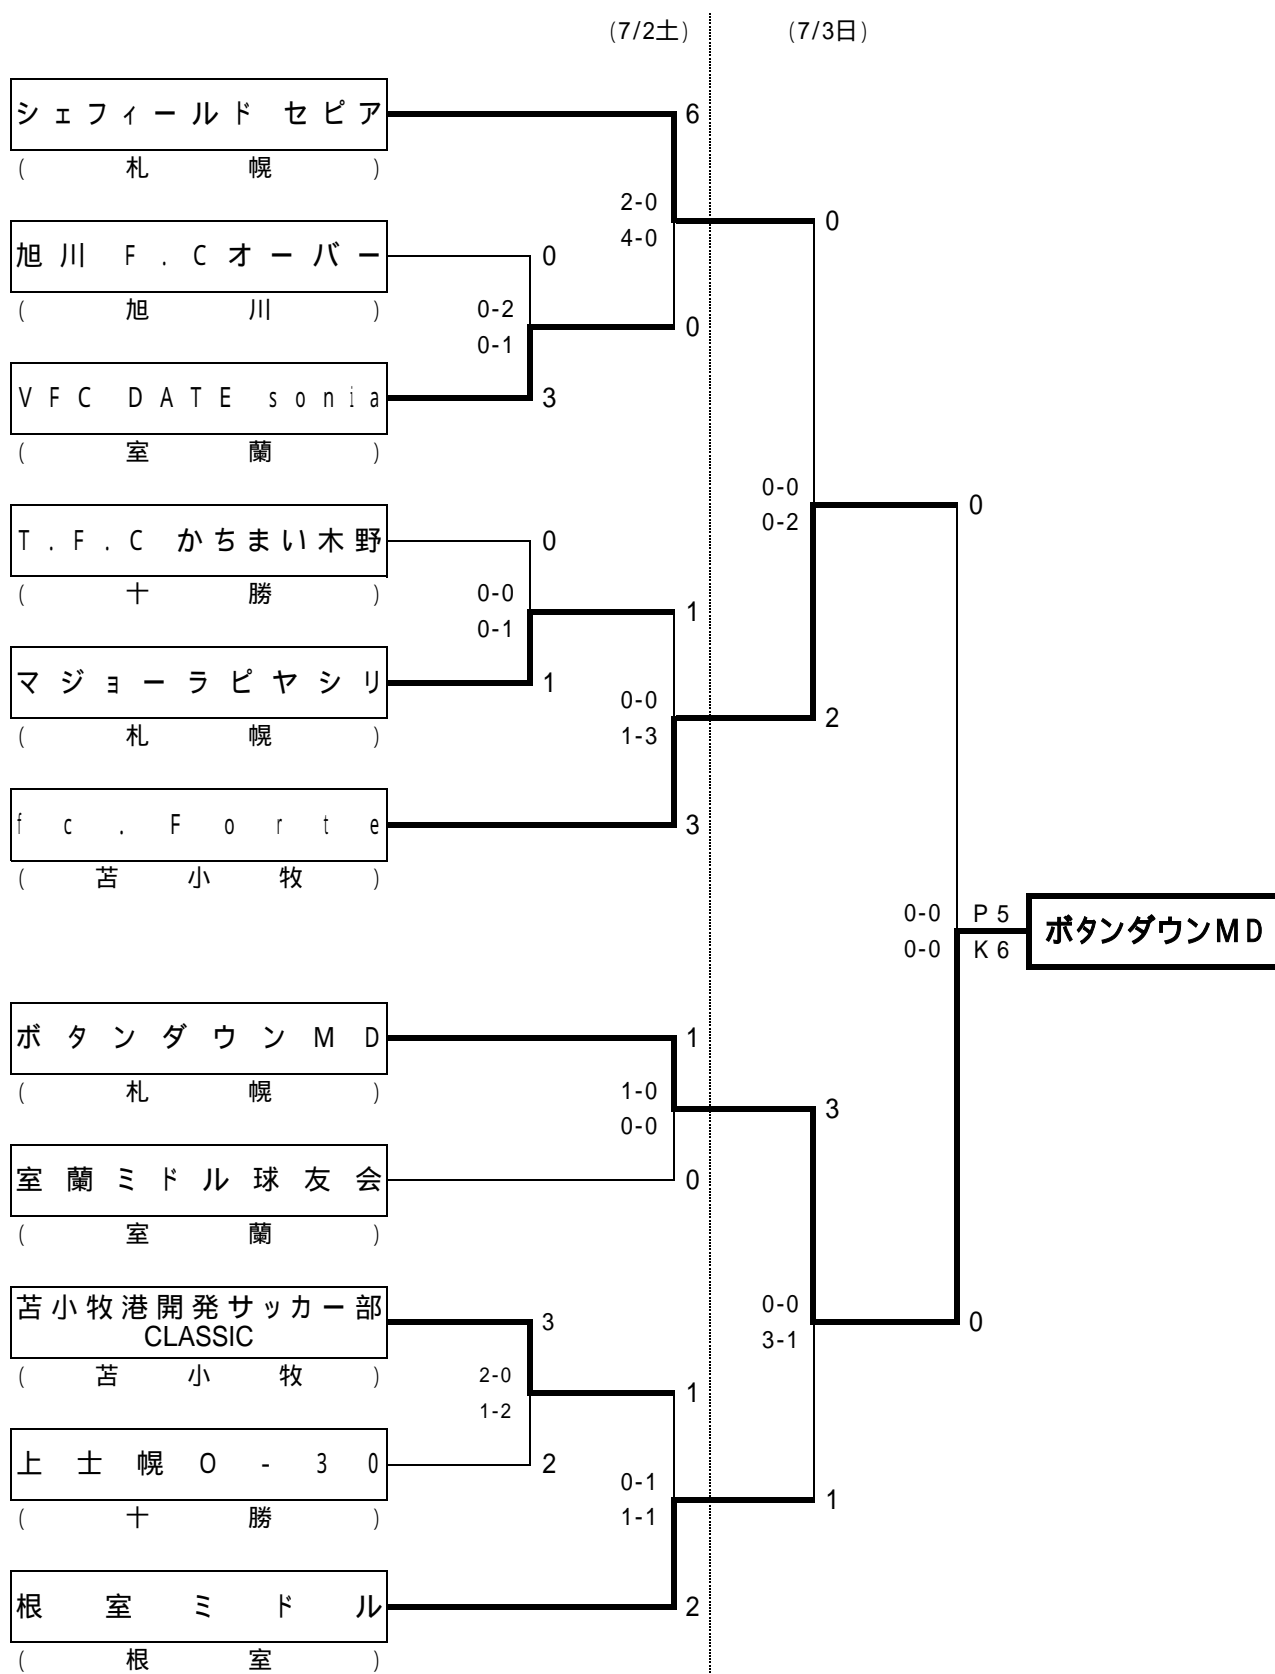 (7/2土) (7/3日)
シェフィールド セピア 6
(札幌)
2-0 0
4-0
旭川 F.Cオーバー 0
(旭川) 0-2 0
0-1
VFC DATE sonia 3
(室蘭)
0-0 0
0-2
T.F.C かちまい木野 0
(十勝) 0-0 1
0-1
マジョーラピヤシリ 1
0-0 2
(札幌) 1-3
fc.Forte 3
(苫小牧)
0-0 P 5 ボタンダウンMD
0-0 K 6
ボタンダウンMD 1
(札幌) 1-0 3
0-0
室蘭ミドル球友会 0
(室蘭)
苫小牧港開発サッカー部 3 0-0 0
CLASSIC 3-1
(苫小牧) 2-0 1
1-2
上士幌O-30 2
0-1 1
(十勝) 1-1
根室ミドル 2
(根室)